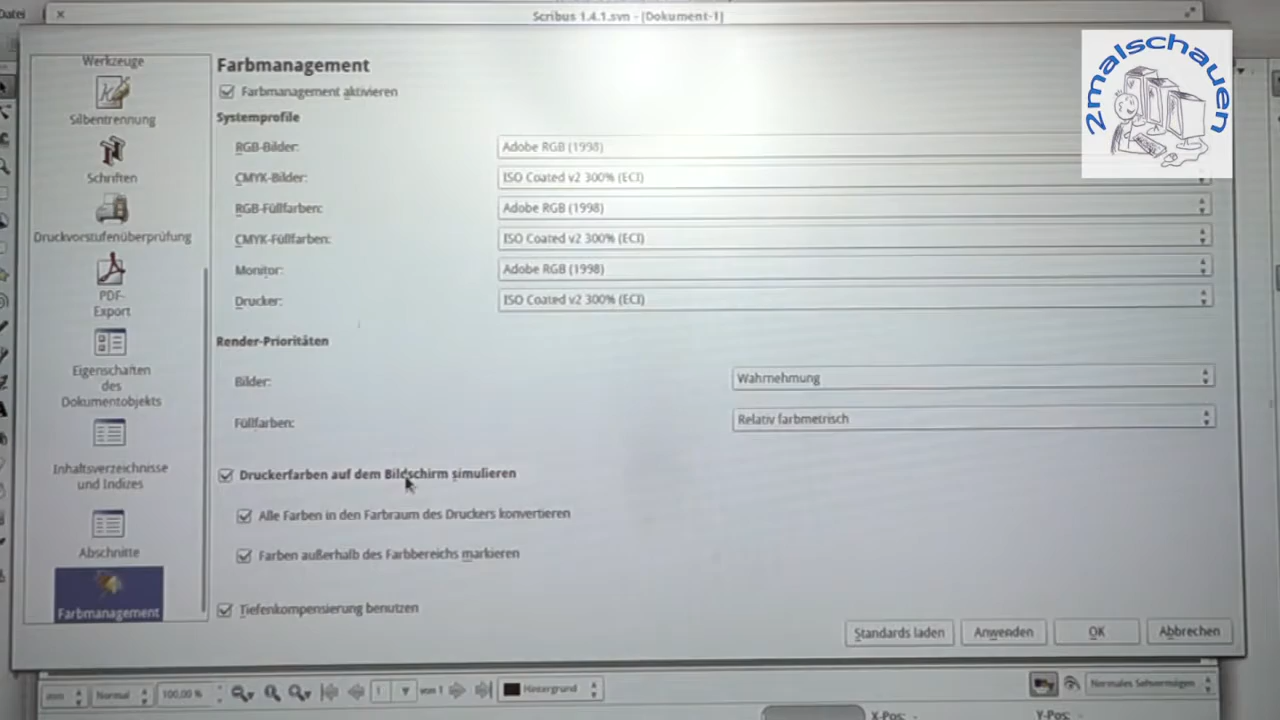 Datei
Scribus 1.4.1.svn - [Dokument-1]
2malschauen
Werkzeuge
Silbentrennung
Schriften
Druckvorstufenüberprüfung
PDF-
Export
Eigenschaften
des
Dokumentobjekts
Inhaltsverzeichnisse
und Indizes
Abschnitte
Farbmanagement
Farbmanagement
Farbmanagement aktivieren
Systemprofile
RGB-Bilder: Adobe RGB (1998)
CMYK-Bilder: ISO Coated v2 300% (ECI)
RGB-Füllfarben: Adobe RGB (1998)
CMYK-Füllfarben: ISO Coated v2 300% (ECI)
Monitor: Adobe RGB (1998)
Drucker: ISO Coated v2 300% (ECI)
Render-Prioritäten
Bilder: Wahrnehmung
Füllfarben: Relativ farbmetrisch
Druckerfarben auf dem Bildschirm simulieren
Alle Farben in den Farbraum des Druckers konvertieren
Farben außerhalb des Farbbereichs markieren
Tiefenkompensierung benutzen
Standards laden Anwenden OK Abbrechen
mm Normal 100,00 % 1 von 1 Hintergrund Normales Sehvermögen
X-Pos: - Y-Pos: -